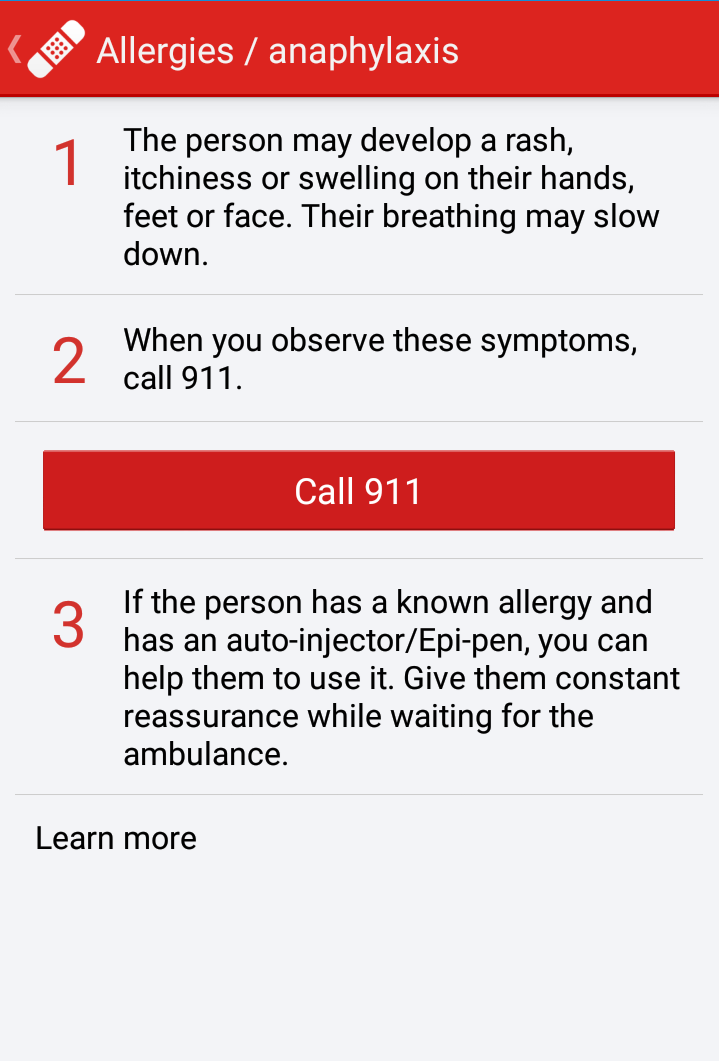 Allergies / anaphylaxis
1
The person may develop a rash,
itchiness or swelling on their hands,
feet or face. Their breathing may slow
down.
2
When you observe these symptoms,
call 911.
Call 911
3
If the person has a known allergy and
has an auto-injector/Epi-pen, you can
help them to use it. Give them constant
reassurance while waiting for the
ambulance.
Learn more